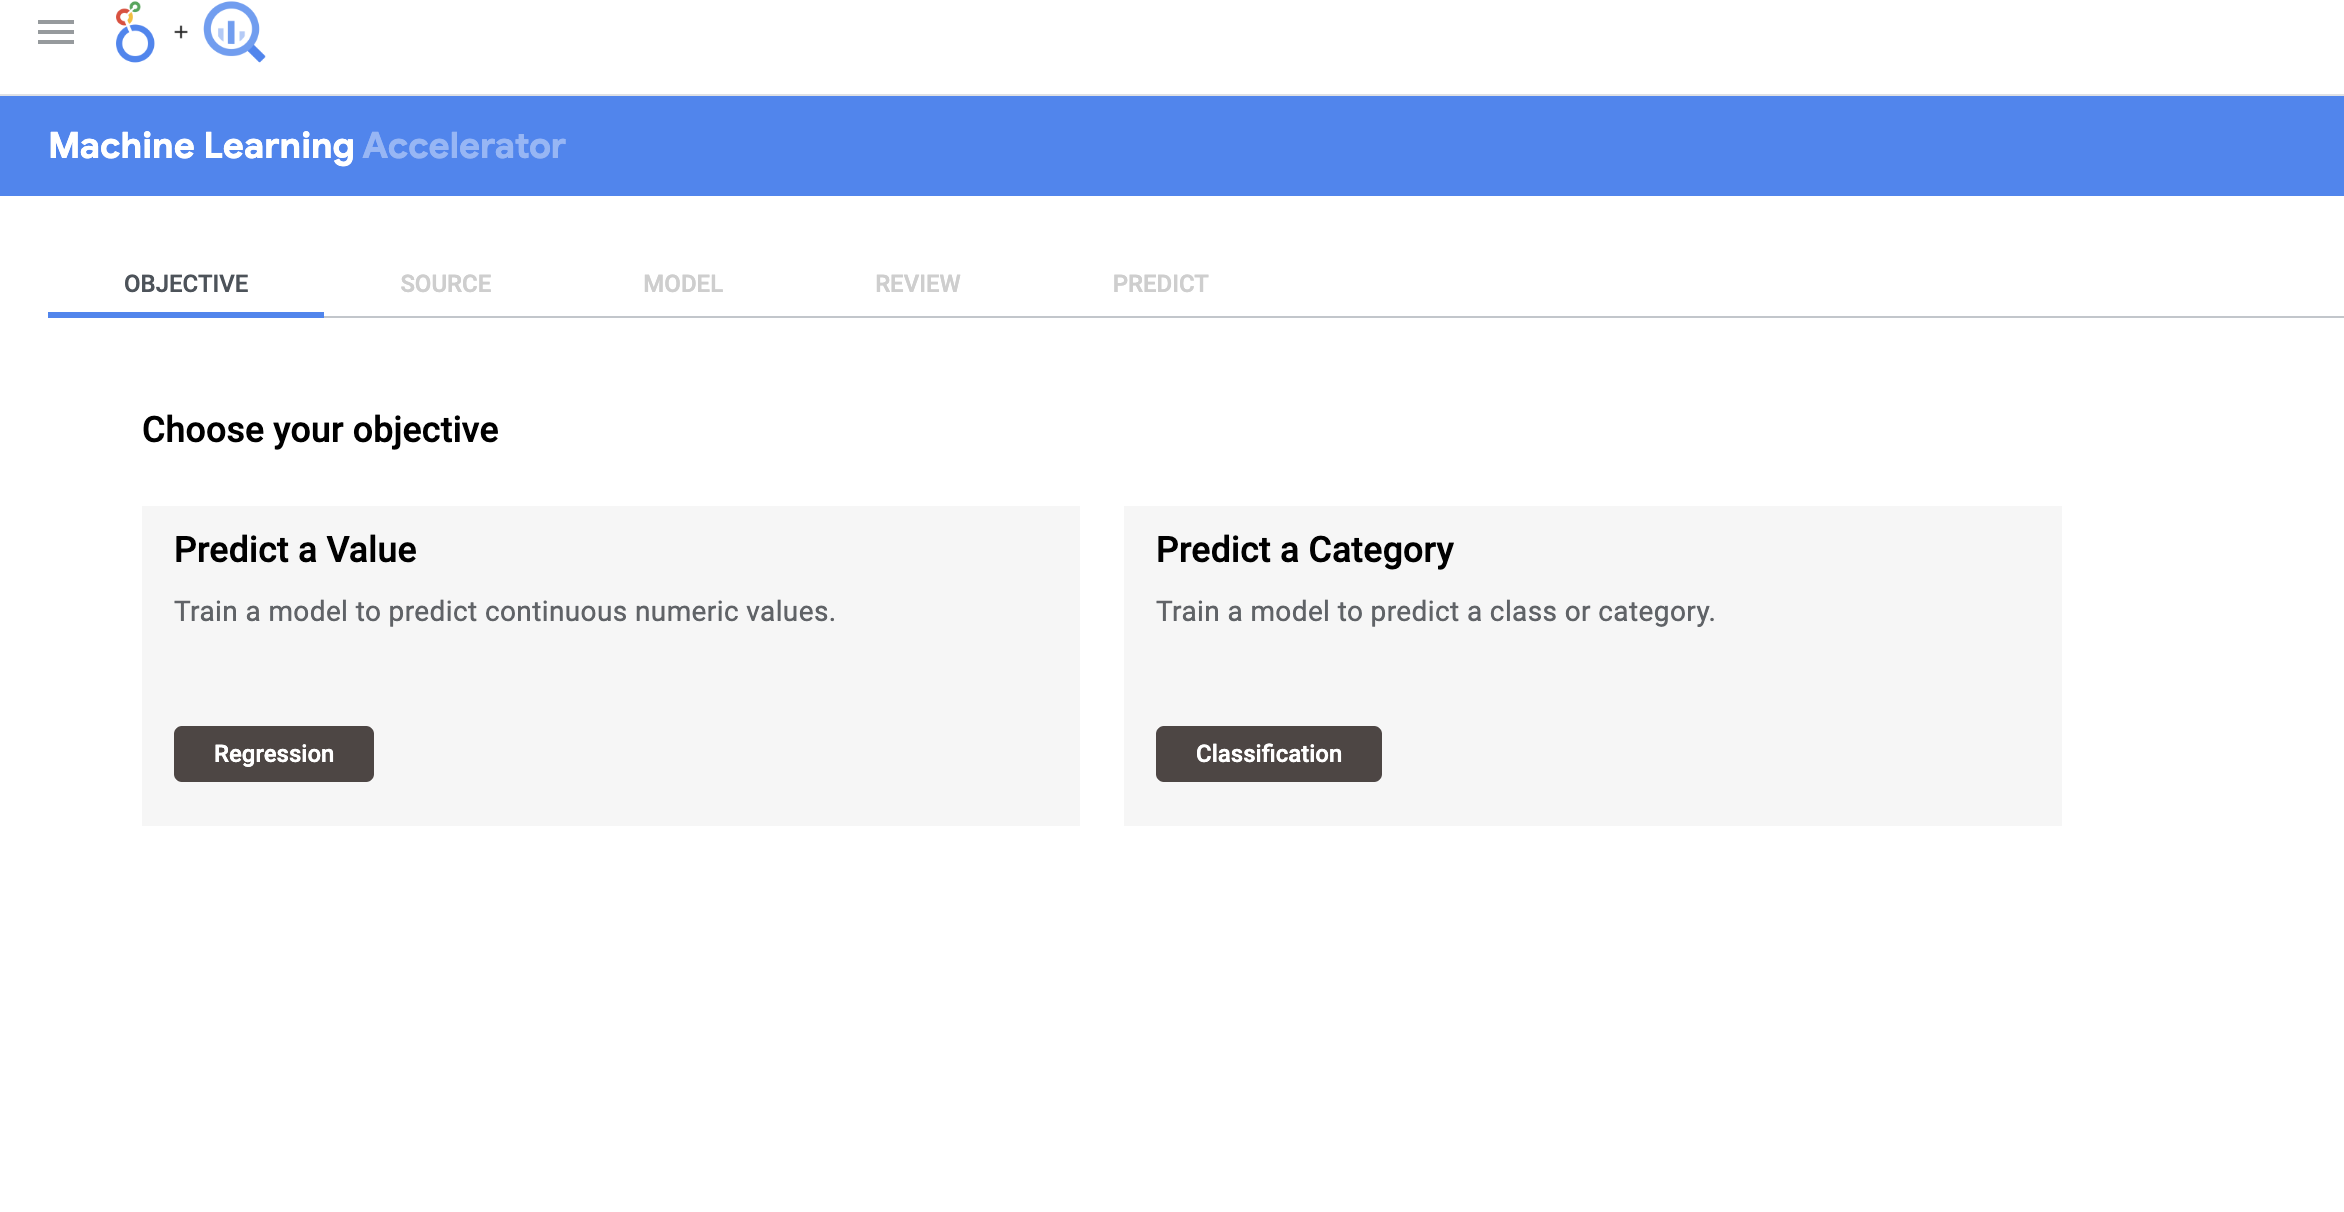 +
Machine Learning Accelerator
OBJECTIVE SOURCE MODEL REVIEW PREDICT
Choose your objective
Predict a Value
Train a model to predict continuous numeric values.
Regression
Predict a Category
Train a model to predict a class or category.
Classification